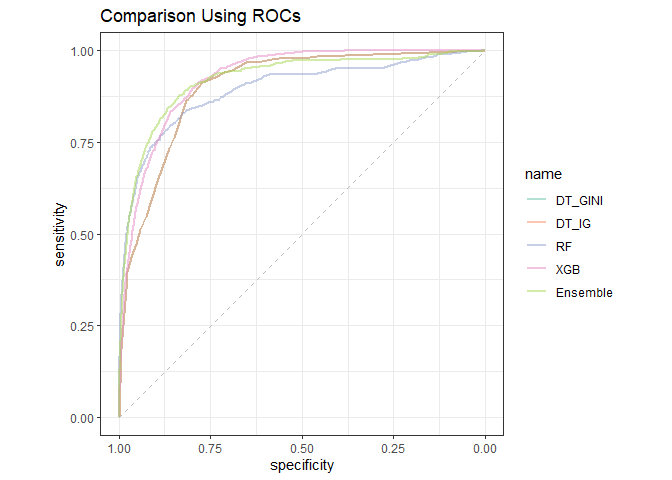 Comparison Using ROCs
1.00
0.75
0.50
0.25
0.00
sensitivity
1.00 0.75 0.50 0.25 0.00
specificity
name
DT_GINI
DT_IG
RF
XGB
Ensemble